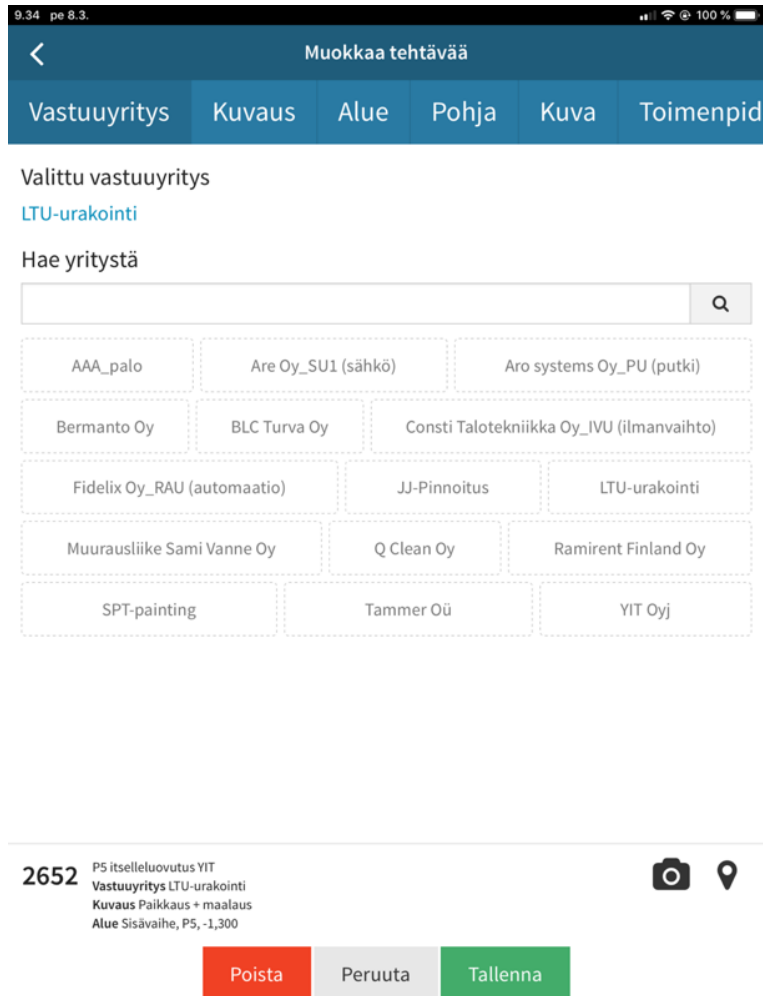 9.34 pe 8.3. 100 %
Muokkaa tehtävää
Vastuuyritys Kuvaus Alue Pohja Kuva Toimenpid
Valittu vastuuyritys
LTU-urakointi
Hae yritystä
AAA_palo Are Oy_SU1 (sähkö) Aro systems Oy_PU (putki)
Bermanto Oy BLC Turva Oy Consti Talotekniikka Oy_IVU (ilmanvaihto)
Fidelix Oy_RAU (automaatio) JJ-Pinnoitus LTU-urakointi
Muurausliike Sami Vanne Oy Q Clean Oy Ramirent Finland Oy
SPT-painting Tammer Oü YIT Oyj
2652 P5 itselleluovutus YIT
Vastuuyritys LTU-urakointi
Kuvaus Paikkaus + maalaus
Alue Sisävaihe, P5, -1,300
Poista Peruuta Tallenna